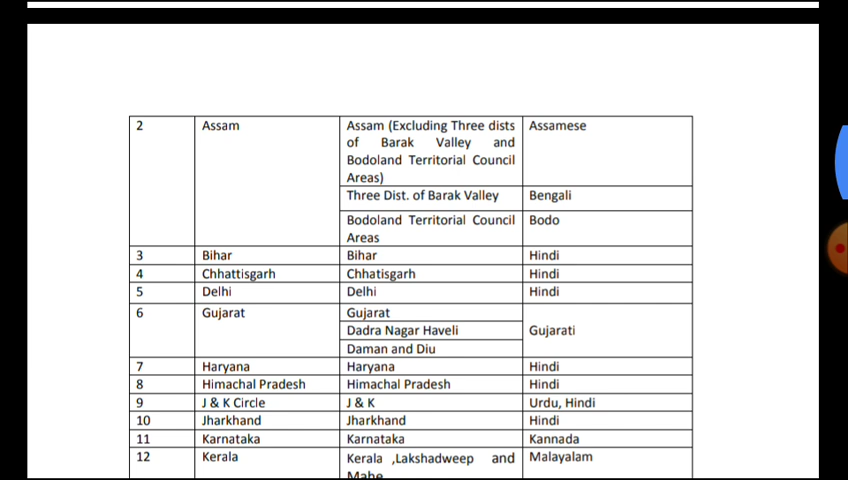 2 Assam Assam (Excluding Three dists Assamese
of Barak Valley and
Bodoland Territorial Council
Areas)
Three Dist. of Barak Valley Bengali
Bodoland Territorial Council Bodo
Areas
3 Bihar Bihar Hindi
4 Chhattisgarh Chhatisgarh Hindi
5 Delhi Delhi Hindi
6 Gujarat Gujarat
Dadra Nagar Haveli Gujarati
Daman and Diu
7 Haryana Haryana Hindi
8 Himachal Pradesh Himachal Pradesh Hindi
9 J & K Circle J & K Urdu, Hindi
10 Jharkhand Jharkhand Hindi
11 Karnataka Karnataka Kannada
12 Kerala Kerala ,Lakshadweep and Malayalam
Mahe